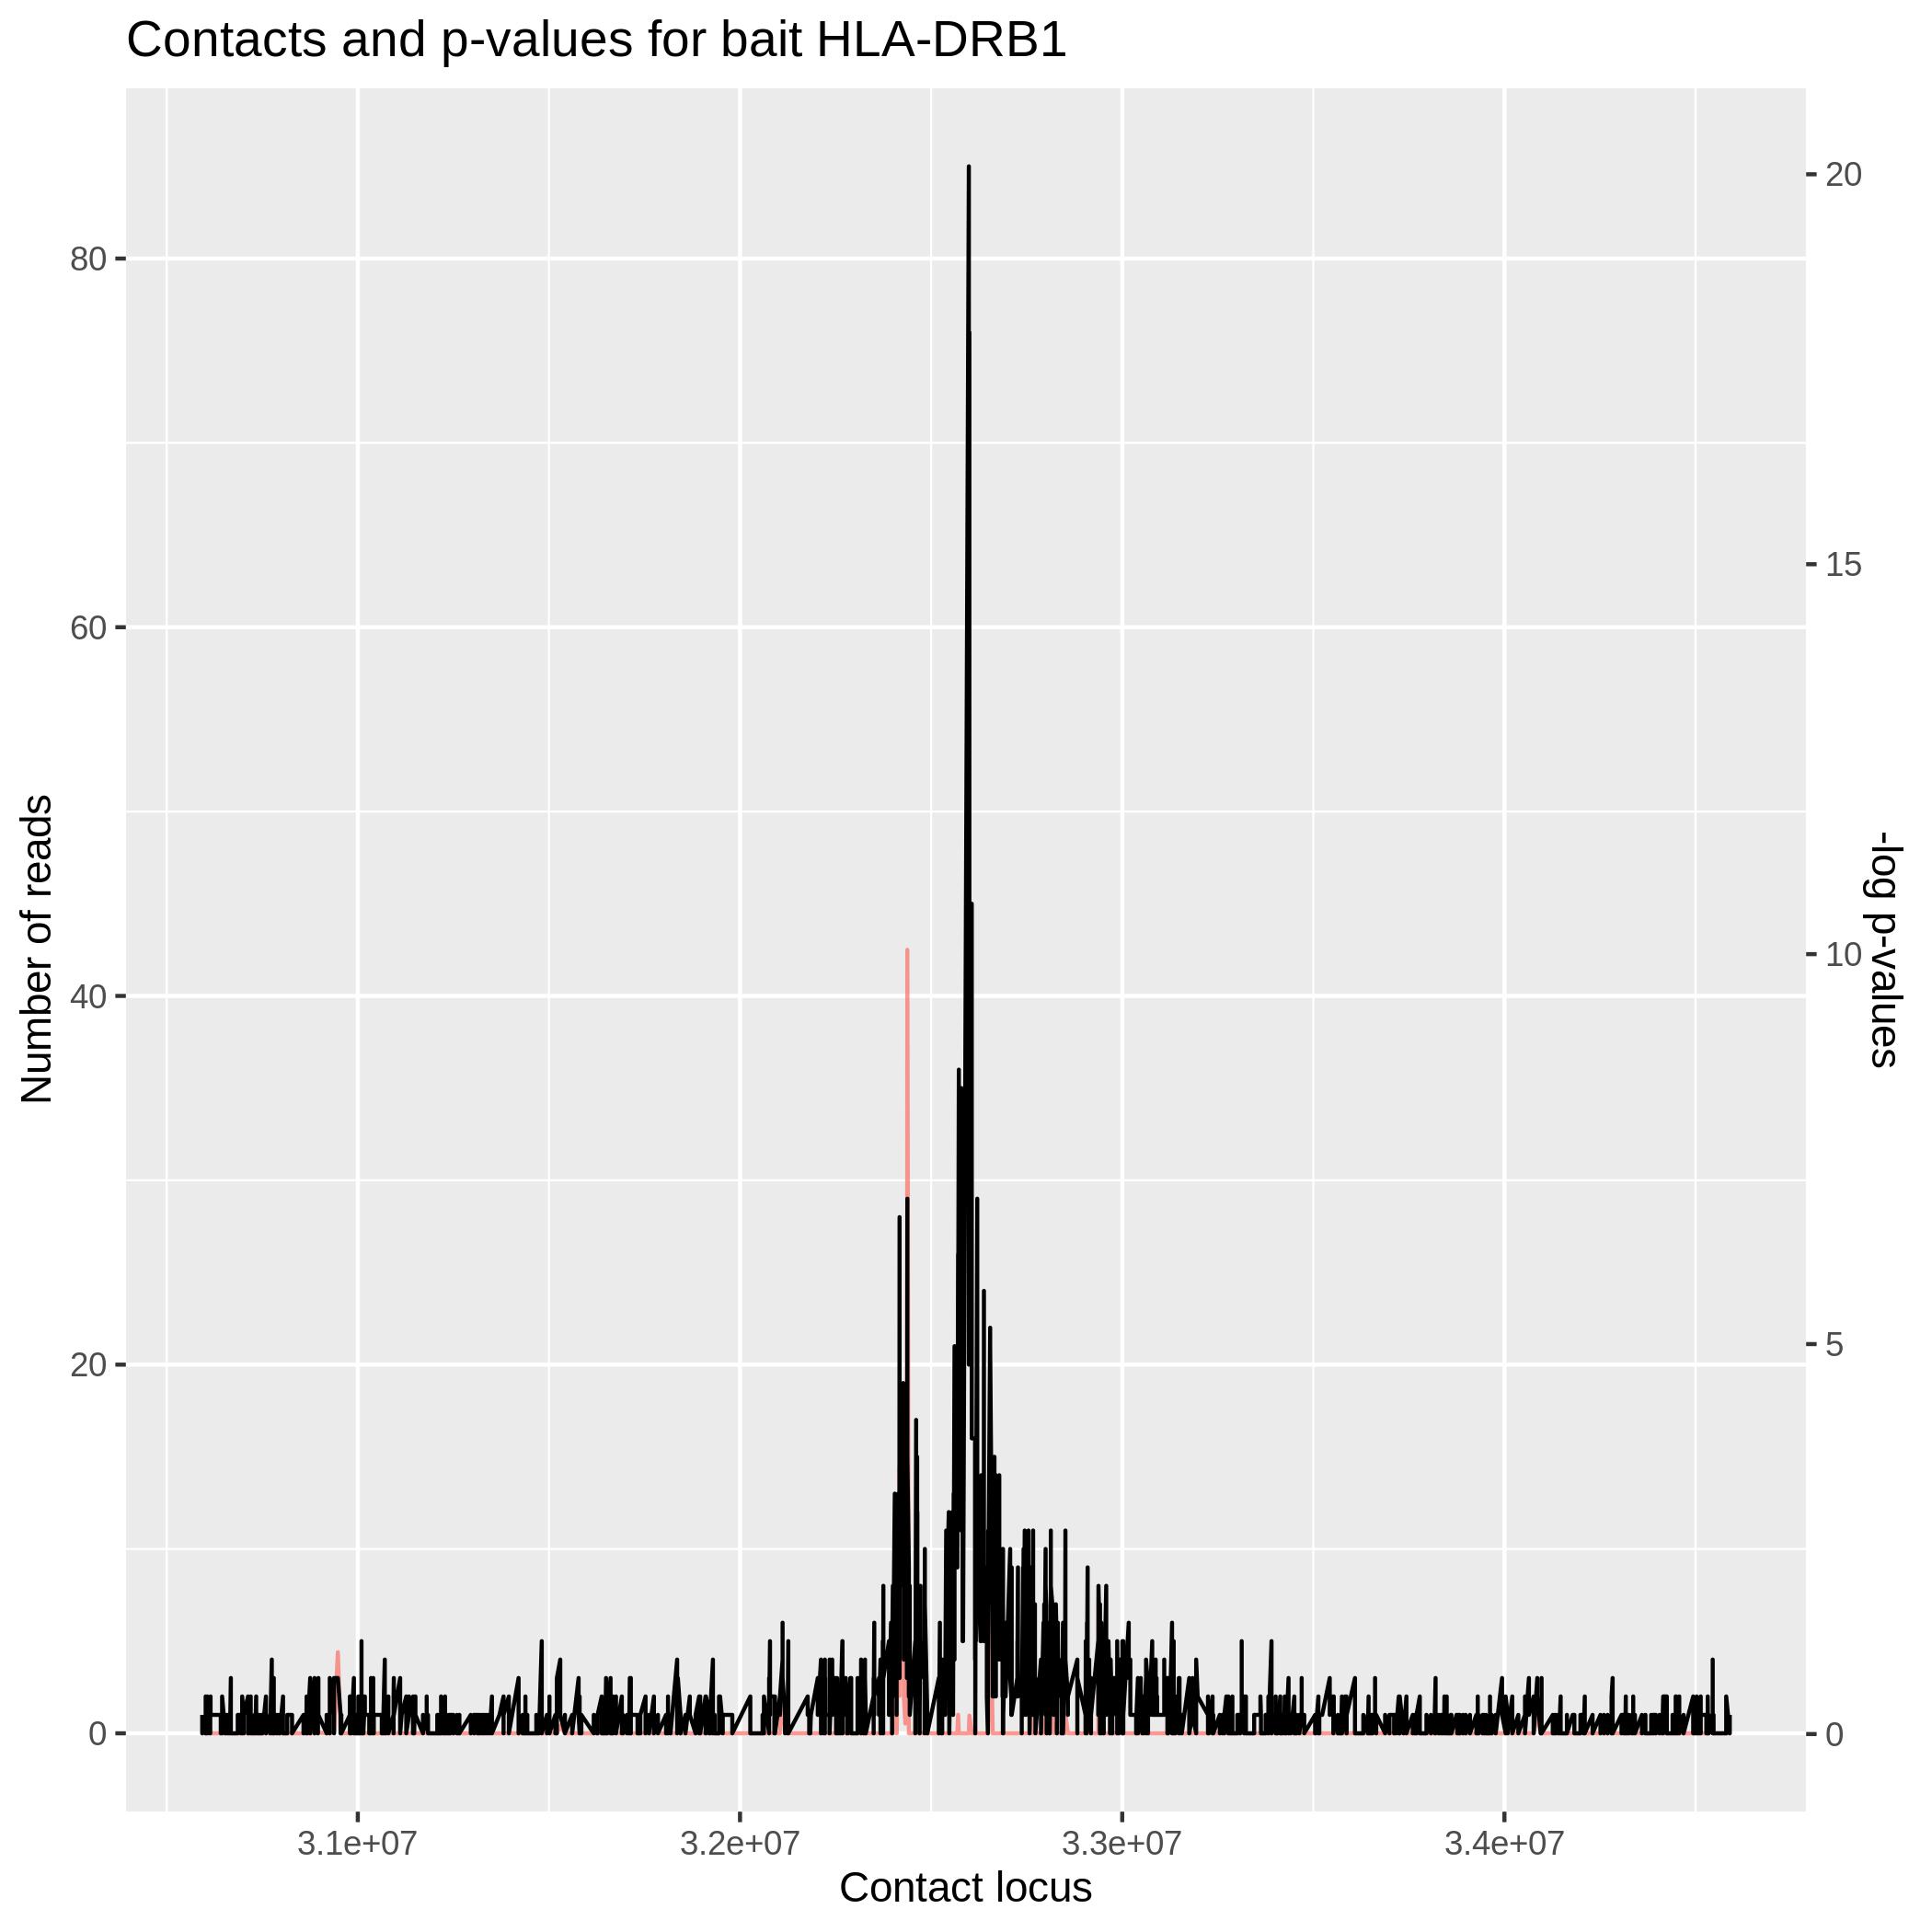 Contacts and p-values for bait HLA-DRB1
Number of reads
80
60
40
20
0
20
15
10
5
0
-log p-values
3.1e+07
3.2e+07
3.3e+07
3.4e+07
Contact locus